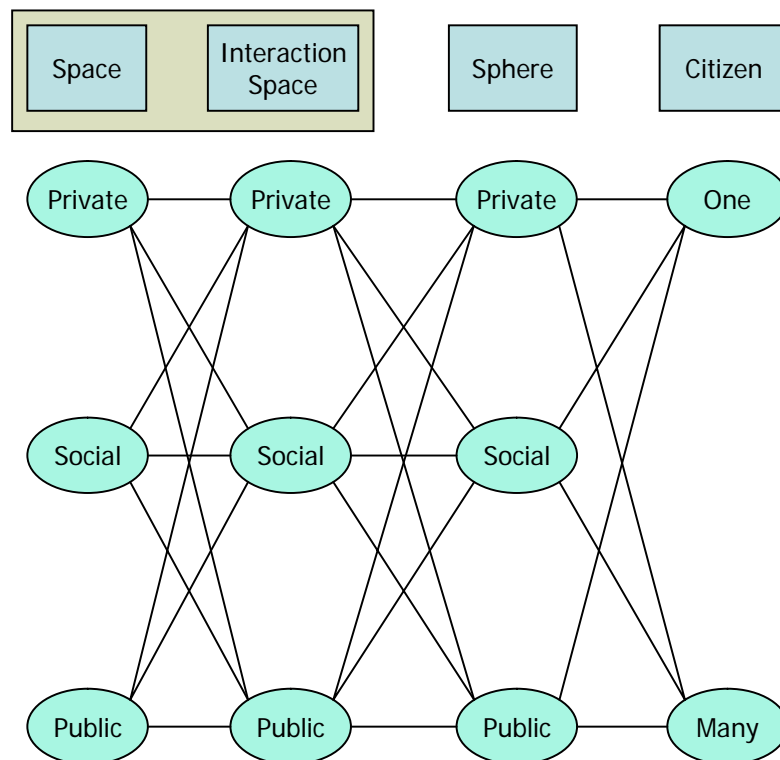 Space
Interaction
Space
Sphere
Citizen
Private
Private
Private
One
Social
Social
Social
Public
Public
Public
Many